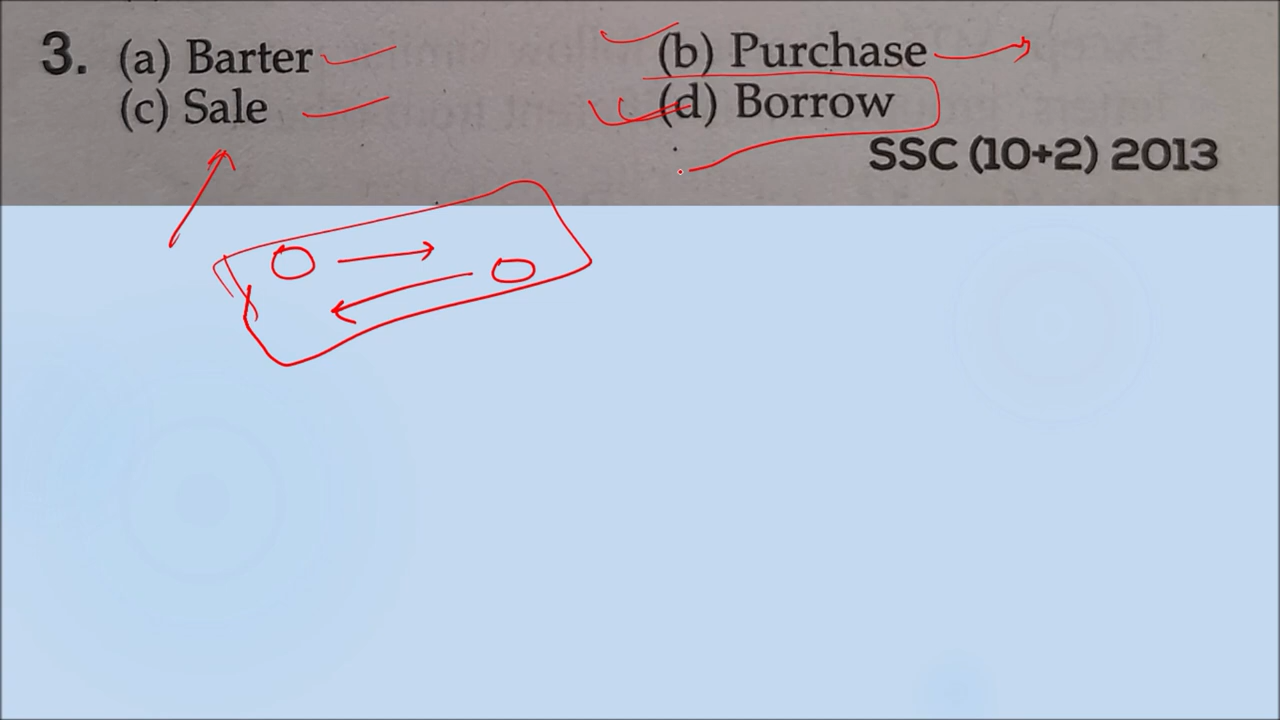 3. (a) Barter (b) Purchase
(c) Sale (d) Borrow
SSC (10+2) 2013